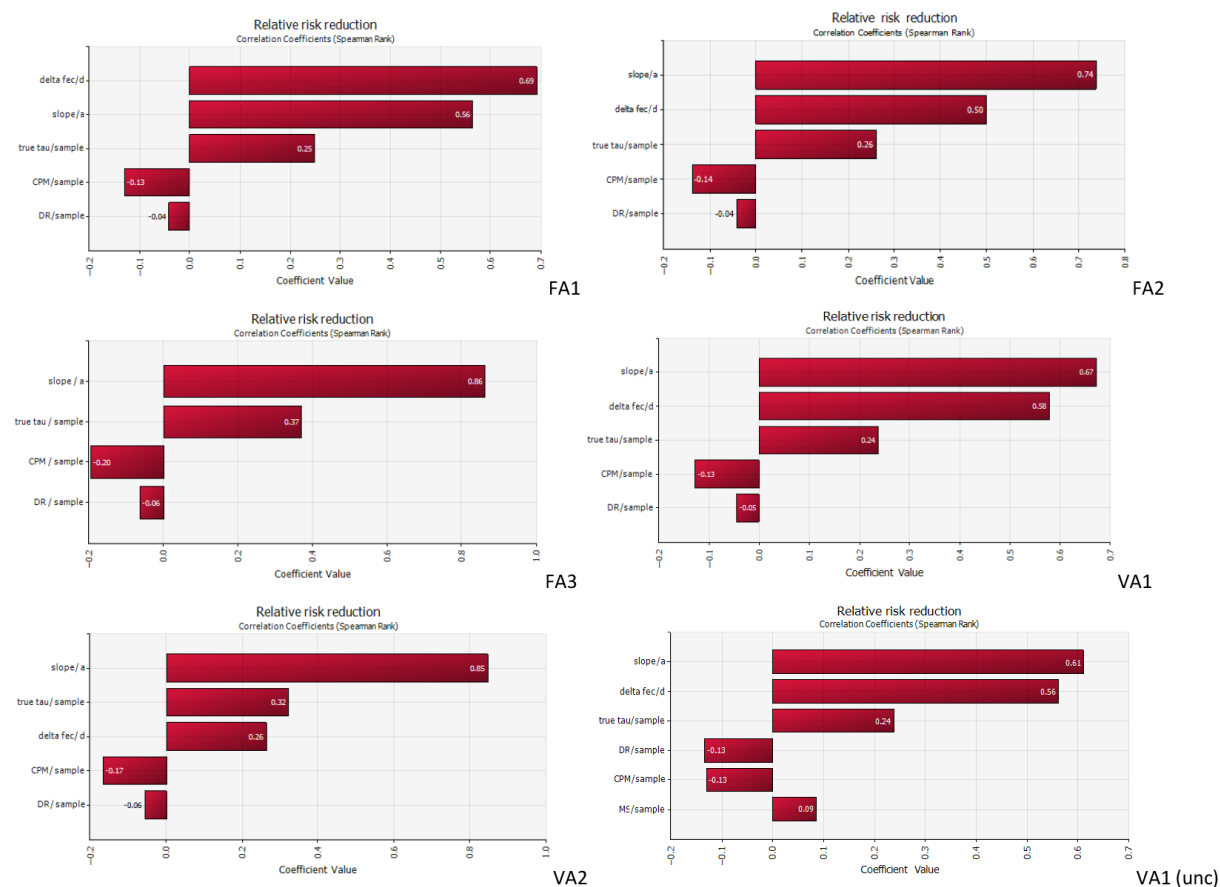 Relative risk reduction
Correlation Coefficients (Spearman Rank)
delta fec/d
0.69
slope/a
0.56
true tau/sample
0.25
CPM/sample
-0.13
DR/sample
-0.04
-0.2
-0.1
0.0
0.1
0.2
0.3
0.4
0.5
0.6
0.7
Coefficient Value
FA1
Relative risk reduction
Correlation Coefficients (Spearman Rank)
slope/a
0.74
delta fec/d
0.50
true tau/sample
0.26
CPM/sample
-0.14
DR/sample
-0.04
-0.2
-0.1
0.0
0.1
0.2
0.3
0.4
0.5
0.6
0.7
0.8
Coefficient Value
FA2
Relative risk reduction
Correlation Coefficients (Spearman Rank)
slope / a
0.86
true tau / sample
0.37
CPM / sample
-0.20
DR / sample
-0.06
-0.2
0.0
0.2
0.4
0.6
0.8
1.0
Coefficient Value
FA3
Relative risk reduction
Correlation Coefficients (Spearman Rank)
slope/a
0.67
delta fec/d
0.58
true tau/sample
0.24
CPM/sample
-0.13
DR/sample
-0.05
-0.2
-0.1
0.0
0.1
0.2
0.3
0.4
0.5
0.6
0.7
Coefficient Value
VA1
Relative risk reduction
Correlation Coefficients (Spearman Rank)
slope/a
0.85
true tau/sample
0.32
delta fec/d
0.26
CPM/sample
-0.17
DR/sample
-0.06
-0.2
0.0
0.2
0.4
0.6
0.8
1.0
Coefficient Value
VA2
Relative risk reduction
Correlation Coefficients (Spearman Rank)
slope/a
0.61
delta fec/d
0.56
true tau/sample
0.24
DR/sample
-0.13
CPM/sample
-0.13
MS/sample
0.09
-0.2
-0.1
0.0
0.1
0.2
0.3
0.4
0.5
0.6
0.7
Coefficient Value
VA1 (unc)